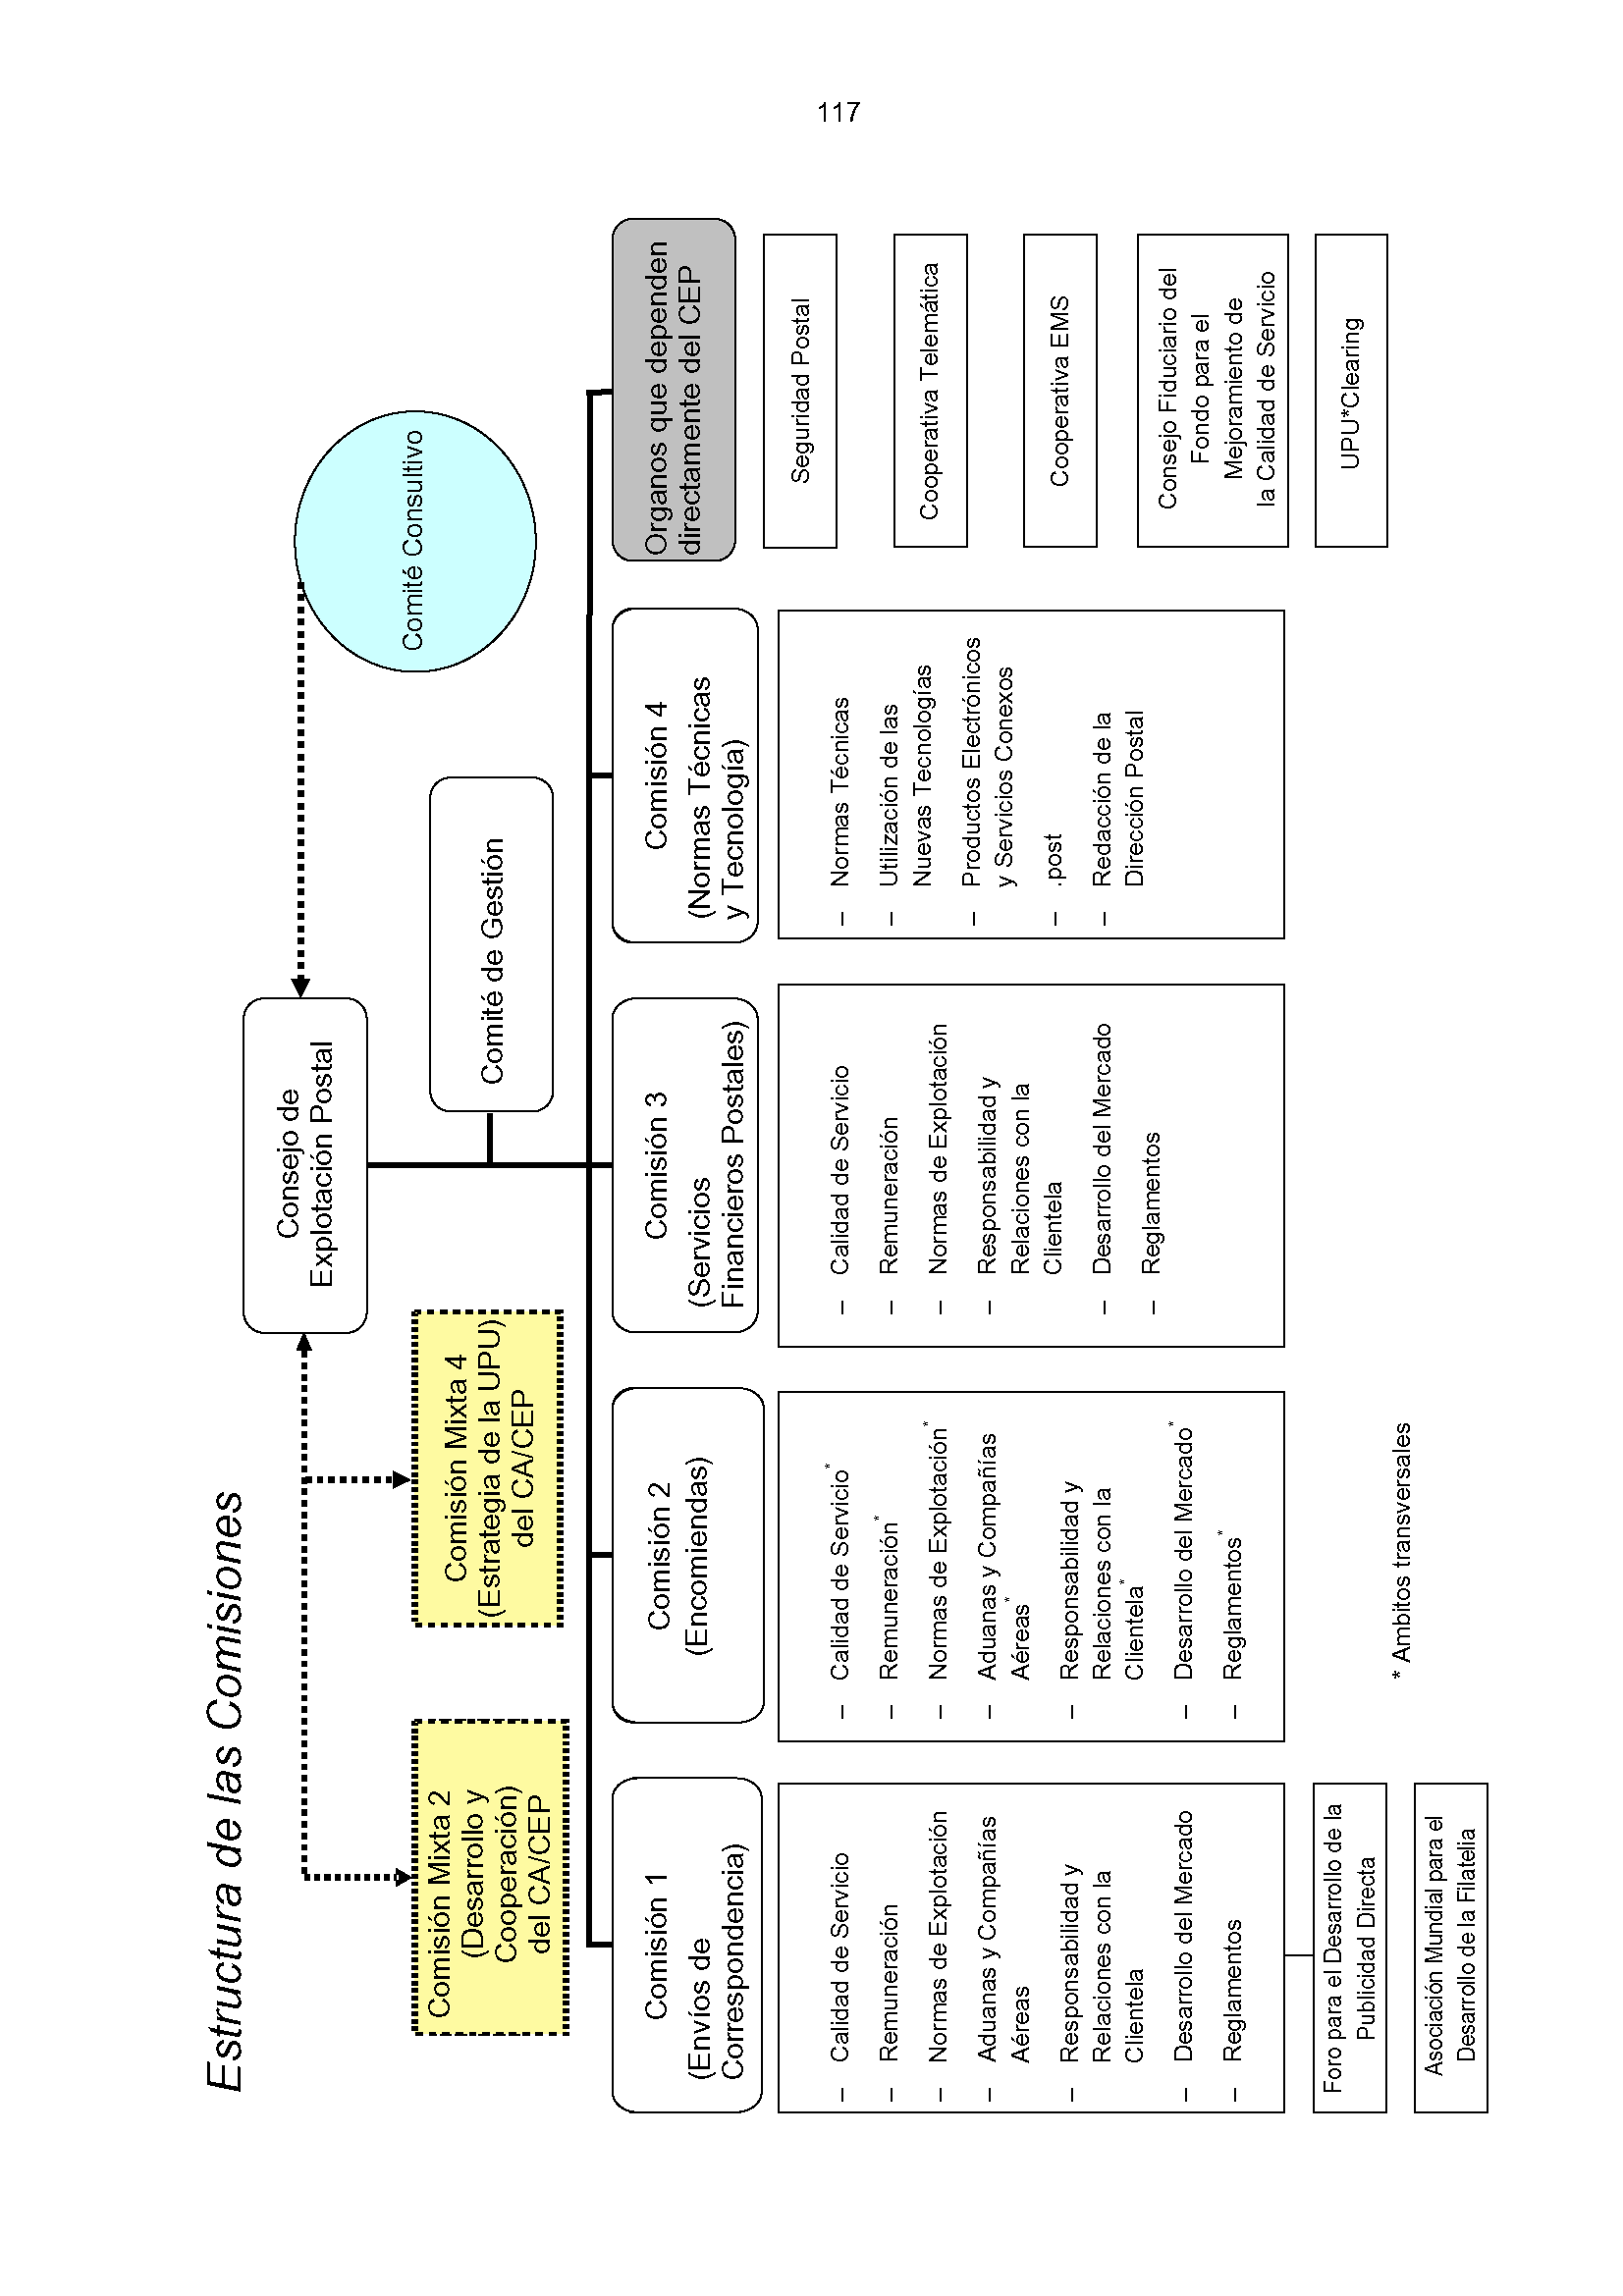 117
Estructura de las Comisiones
Consejo de
Explotación Postal
Comité Consultivo
Comisión Mixta 2
(Desarrollo y
Cooperación)
del CA/CEP
Comisión Mixta 4
(Estrategia de la UPU)
del CA/CEP
Comité de Gestión
Comisión 1
(Envíos de
Correspondencia)
– Calidad de Servicio
– Remuneración
– Normas de Explotación
– Aduanas y Compañías
Aéreas
– Responsabilidad y
Relaciones con la
Clientela
– Desarrollo del Mercado
– Reglamentos
Foro para el Desarrollo de la
Publicidad Directa
Asociación Mundial para el
Desarrollo de la Filatelia
Comisión 2
(Encomiendas)
– Calidad de Servicio*
– Remuneración*
– Normas de Explotación*
– Aduanas y Compañías
Aéreas*
– Responsabilidad y
Relaciones con la
Clientela*
– Desarrollo del Mercado*
– Reglamentos*
* Ambitos transversales
Comisión 3
(Servicios
Financieros Postales)
– Calidad de Servicio
– Remuneración
– Normas de Explotación
– Responsabilidad y
Relaciones con la
Clientela
– Desarrollo del Mercado
– Reglamentos
Comisión 4
(Normas Técnicas
y Tecnología)
– Normas Técnicas
– Utilización de las
Nuevas Tecnologías
– Productos Electrónicos
y Servicios Conexos
– .post
– Redacción de la
Dirección Postal
Organos que dependen
directamente del CEP
Seguridad Postal
Cooperativa Telemática
Cooperativa EMS
Consejo Fiduciario del
Fondo para el
Mejoramiento de
la Calidad de Servicio
UPU*Clearing